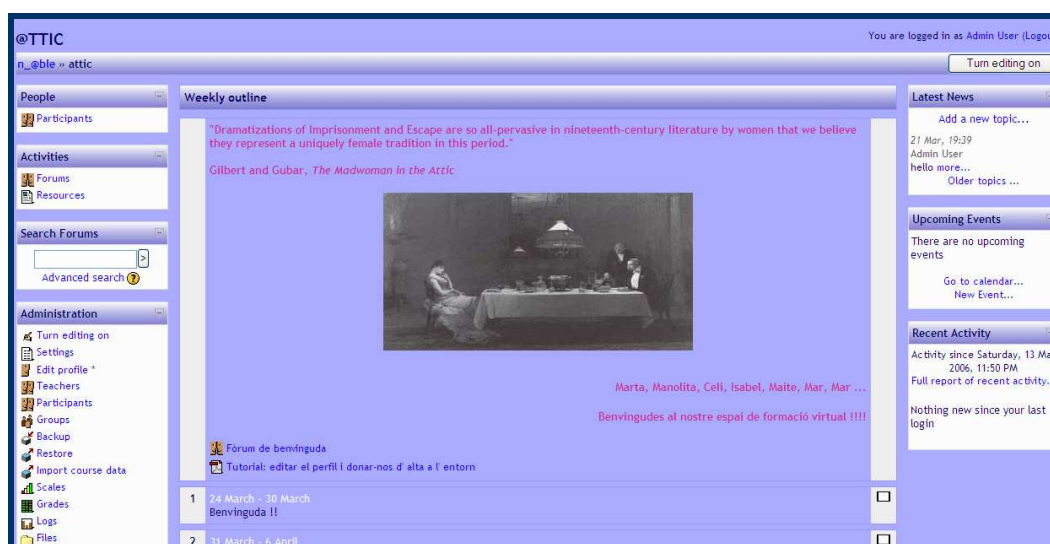 @TTIC
You are logged in as Admin User (Logou
n_@ble » attic
Turn editing on
People
Participants
Activities
Forums
Resources
Search Forums
>
Advanced search ?
Administration
Turn editing on
Settings
Edit profile *
Teachers
Participants
Groups
Backup
Restore
Import course data
Scales
Grades
Logs
Files
Weekly outline
"Dramatizations of Imprisonment and Escape are so all-pervasive in nineteenth-century literature by women that we believe
they represent a uniquely female tradition in this period."
Gilbert and Gubar, The Madwoman in the Attic
Marta, Manolita, Celi, Isabel, Maite, Mar, Mar ...
Benvingudes al nostre espai de formació virtual !!!!
Fòrum de benvinguda
Tutorial: editar el perfil i donar-nos d' alta a l' entorn
1 24 March - 30 March
Benvinguda !!
2 31 March - 6 April
Latest News
Add a new topic...
21 Mar, 19:39
Admin User
hello more...
Older topics ...
Upcoming Events
There are no upcoming
events
Go to calendar...
New Event...
Recent Activity
Activity since Saturday, 13 Ma
2006, 11:50 PM
Full report of recent activity.
Nothing new since your last
login